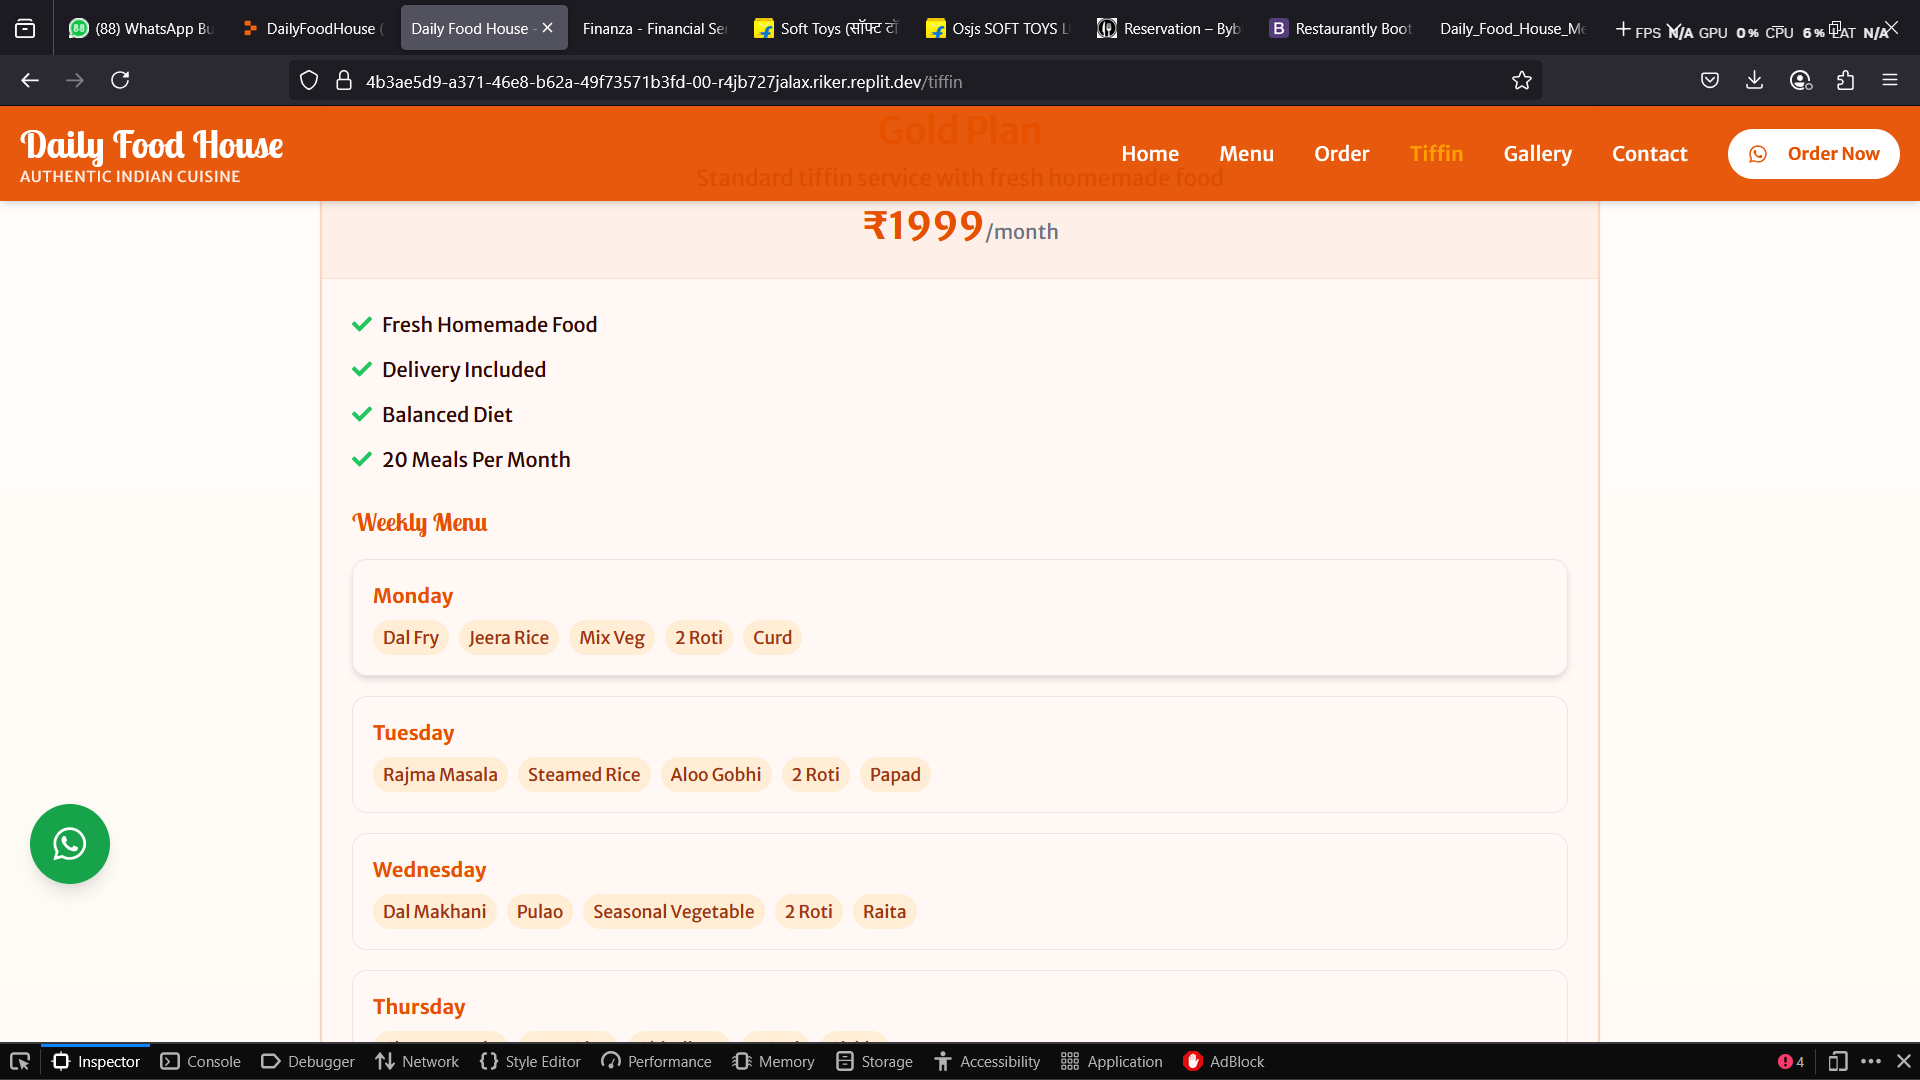 (88) WhatsApp Bu
DailyFoodHouse (
Daily Food House -
Finanza - Financial Ser
Soft Toys (सॉफ्ट टॉ
Osjs SOFT TOYS L
Reservation – Byb
Restaurantly Boot
Daily_Food_House_Me
FPS N/A GPU 0% CPU 6% LAT N/A
4b3ae5d9-a371-46e8-b62a-49f73571b3fd-00-r4jb727jalax.riker.replit.dev/tiffin
Daily Food House
AUTHENTIC INDIAN CUISINE
Home
Menu
Order
Tiffin
Gallery
Contact
Order Now
Gold Plan
Standard tiffin service with fresh homemade food
₹1999/month
Fresh Homemade Food
Delivery Included
Balanced Diet
20 Meals Per Month
Weekly Menu
Monday
Dal Fry Jeera Rice Mix Veg 2 Roti Curd
Tuesday
Rajma Masala Steamed Rice Aloo Gobhi 2 Roti Papad
Wednesday
Dal Makhani Pulao Seasonal Vegetable 2 Roti Raita
Thursday
Inspector Console Debugger Network Style Editor Performance Memory Storage Accessibility Application AdBlock 4